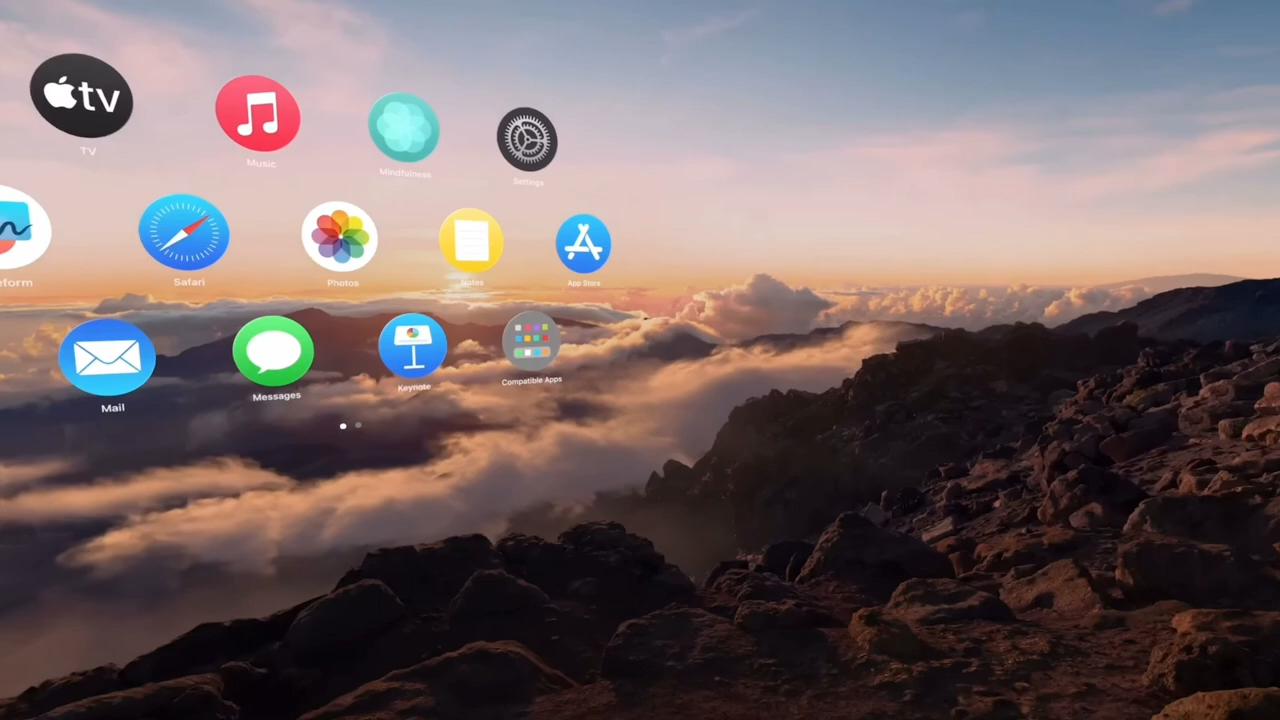 tv
TV
Music
Mindfulness
Settings
eform
Safari
Photos
Notes
App Store
Mail
Messages
Keynote
Compatible Apps